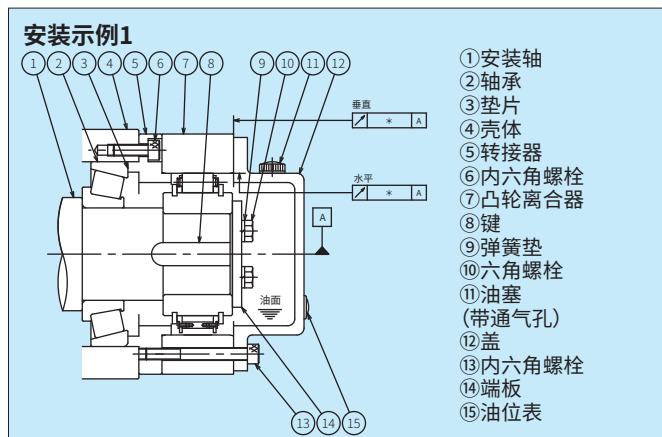 安装示例1
① ② ③ ④ ⑤ ⑥ ⑦ ⑧ ⑨ ⑩ ⑪ ⑫
垂直
* A
水平
* A
A
油面
⑬ ⑭ ⑮
①安装轴
②轴承
③垫片
④壳体
⑤转接器
⑥内六角螺栓
⑦凸轮离合器
⑧键
⑨弹簧垫
⑩六角螺栓
⑪油塞
(带通气孔)
⑫盖
⑬内六角螺栓
⑭端板
⑮油位表